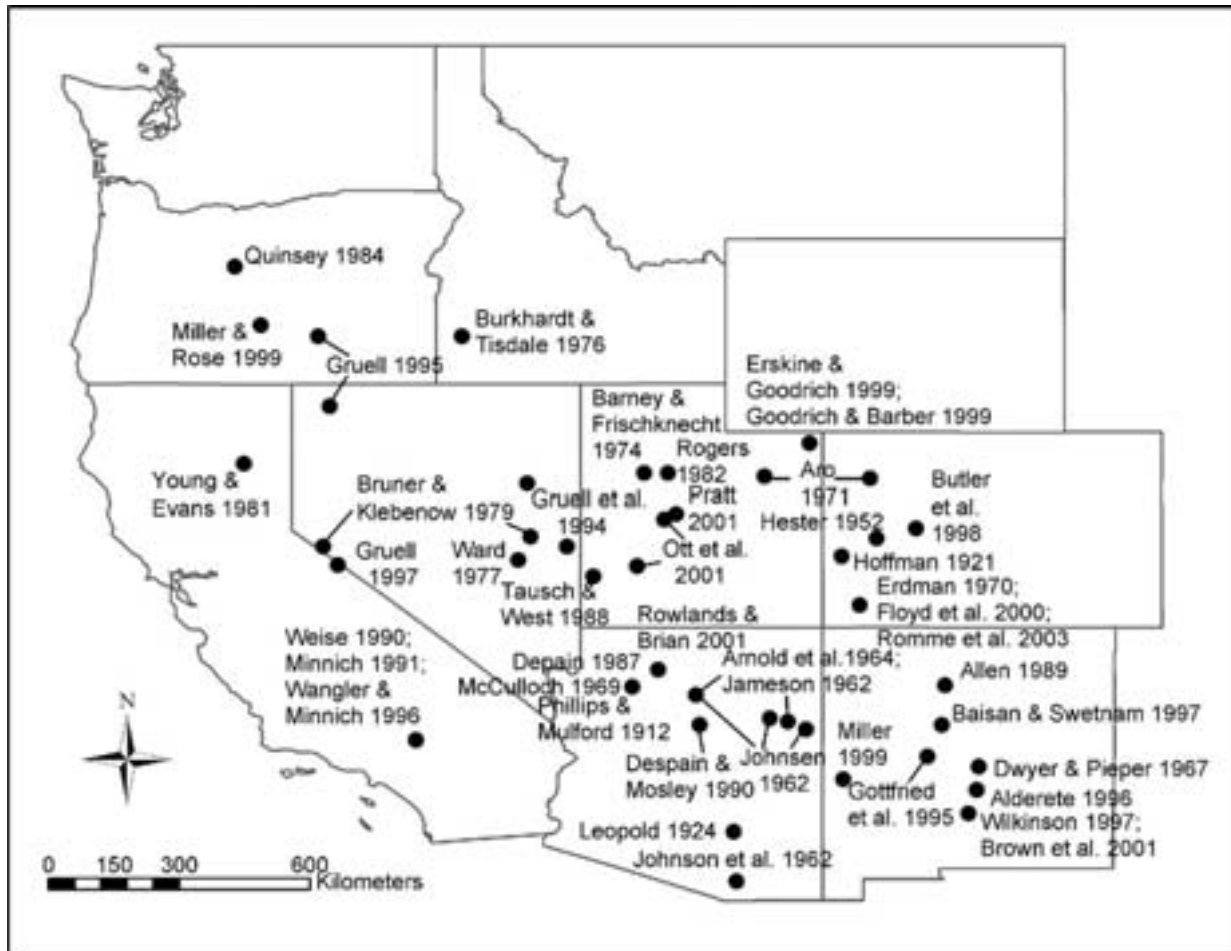 Quinsey 1984
Miller &
Rose 1999
Gruell 1995
Burkhardt &
Tisdale 1976
Erskine &
Goodrich 1999;
Goodrich & Barber 1999
Barney &
Frischknecht
1974
Rogers
1982
Aro
1971
Young &
Evans 1981
Bruner &
Klebenow 1979
Gruell et al.
1994
Pratt
2001
Hester 1952
Butler
et al.
1998
Gruell
1997
Ward
1977
Ott et al.
2001
Hoffman 1921
Tausch &
West 1988
Erdman 1970;
Floyd et al. 2000;
Romme et al. 2003
Rowlands &
Brian 2001
Weise 1990;
Minnich 1991;
Wangler &
Minnich 1996
Depain 1987
McCulloch 1969
Phillips &
Mulford 1912
Arnold et al.1964;
Jameson 1962
Allen 1989
Baisan & Swetnam 1997
Despain &
Mosley 1990
Johnsen
1962
Miller
1999
Gottfried
et al. 1995
Dwyer & Pieper 1967
Alderete 1996
Wilkinson 1997;
Brown et al. 2001
Leopold 1924
Johnson et al. 1962
N
0 150 300 600
Kilometers